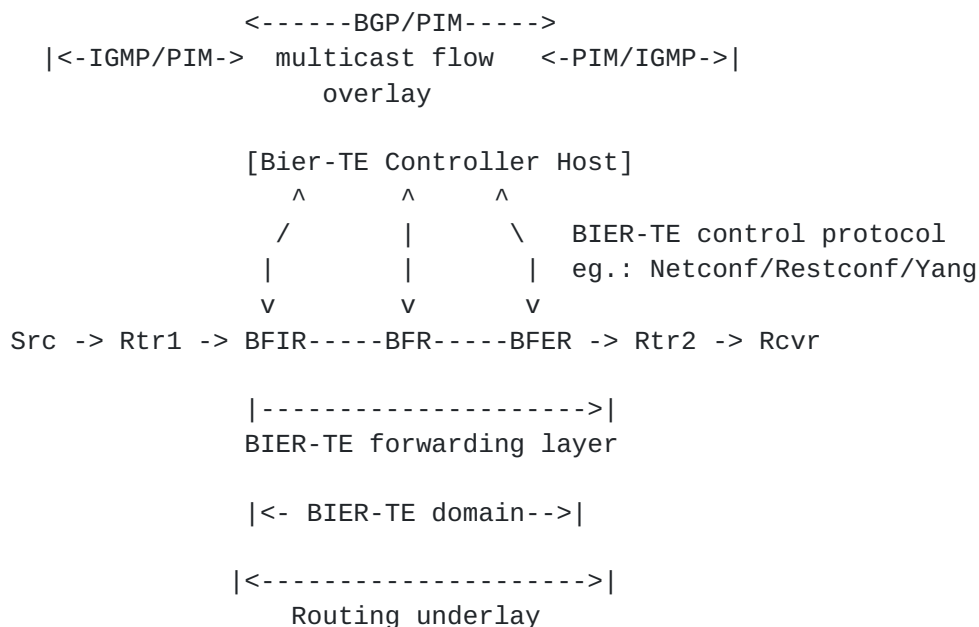 <------BGP/PIM----->
|<-IGMP/PIM->  multicast flow   <-PIM/IGMP->|
overlay
[Bier-TE Controller Host]
^      ^     ^
/       |      \   BIER-TE control protocol
|        |       |  eg.: Netconf/Restconf/Yang
v        v       v
Src -> Rtr1 -> BFIR-----BFR-----BFER -> Rtr2 -> Rcvr
|--------------------->|
BIER-TE forwarding layer
|<- BIER-TE domain-->|
|<--------------------->|
Routing underlay